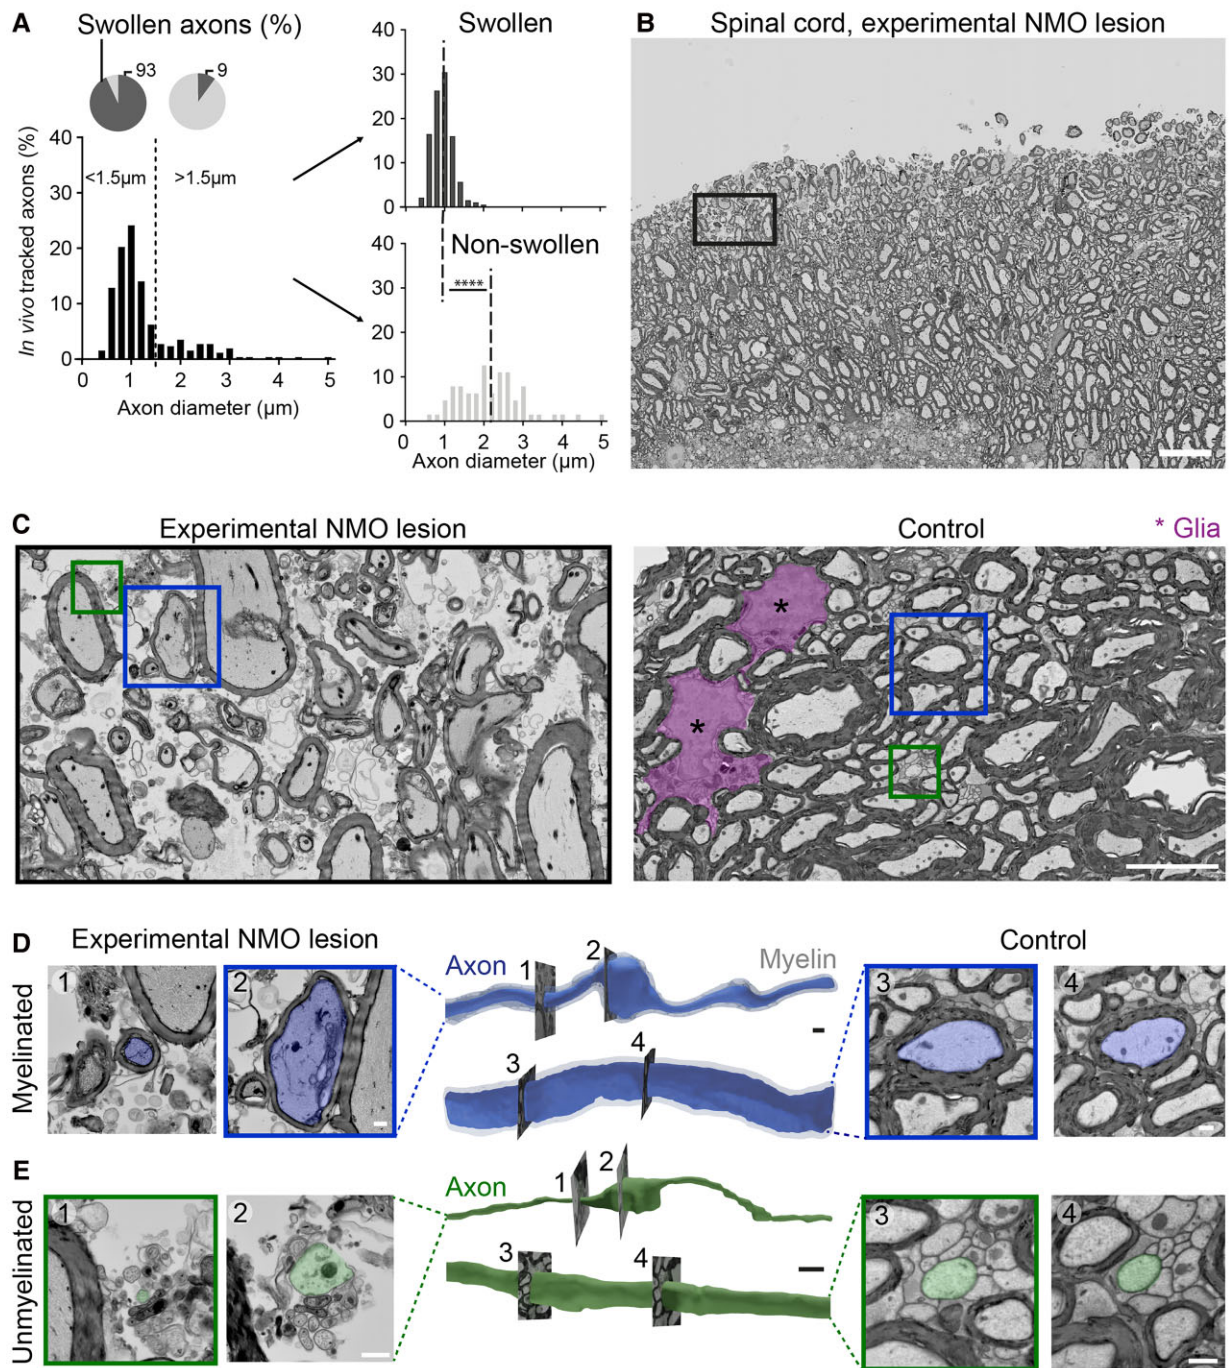 A
Swollen axons (%)
93
9
40
30
20
10
0
<1.5µm
>1.5µm
In vivo tracked axons (%)
0 1 2 3 4 5
Axon diameter (µm)
Swollen
40
30
20
10
0
Non-swollen
40
30
20
10
0
****
0 1 2 3 4 5
Axon diameter (µm)
B
Spinal cord, experimental NMO lesion
C
Experimental NMO lesion
Control
* Glia
*
*
D
Experimental NMO lesion
Control
Myelinated
1
2
Axon
1
2
Myelin
3
4
3
4
E
Unmyelinated
1
2
Axon
1
2
3
4
3
4